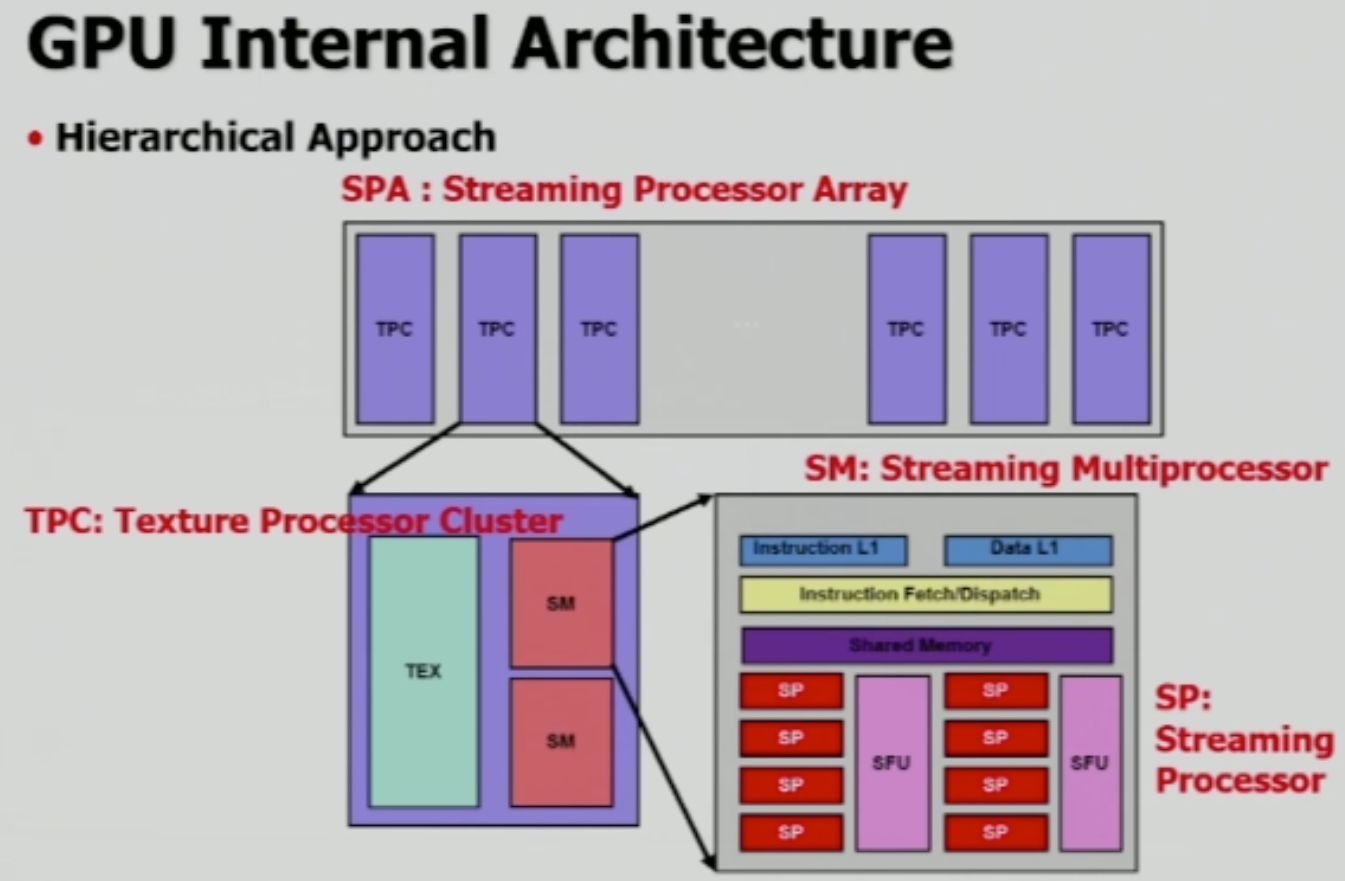 GPU Internal Architecture
• Hierarchical Approach
SPA : Streaming Processor Array
TPC
TPC
TPC
...
TPC
TPC
TPC
SM: Streaming Multiprocessor
TPC: Texture Processor Cluster
TEX
SM
SM
Instruction L1
Data L1
Instruction Fetch/Dispatch
Shared Memory
SP
SP
SP
SP
SFU
SP
SP
SP
SP
SFU
SP:
Streaming
Processor